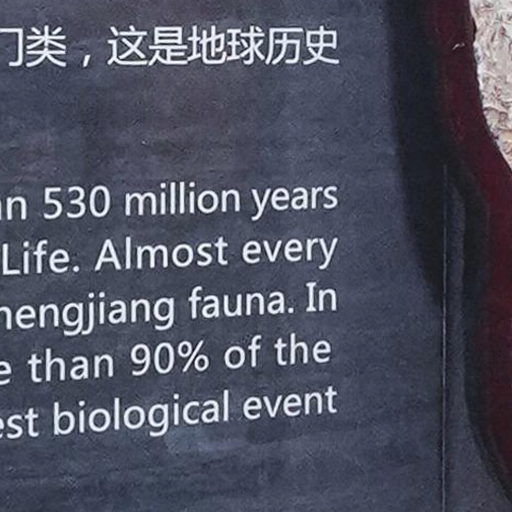 门类，这是地球历史
an 530 million years
Life. Almost every
hengjiang fauna. In
e than 90% of the
est biological event